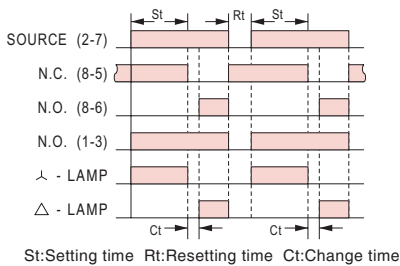 St Rt St
SOURCE (2-7)
N.C. (8-5)
N.O. (8-6)
N.O. (1-3)
⅄ - LAMP
△ - LAMP
Ct Ct
St:Setting time Rt:Resetting time Ct:Change time